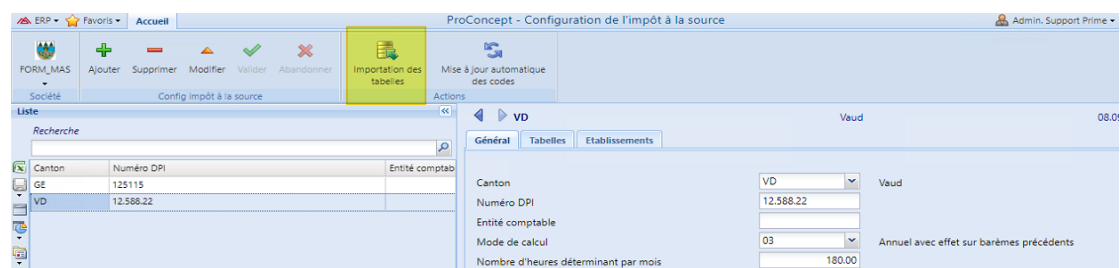 ERP Favoris Accueil ProConcept - Configuration de l'impôt à la source Admin. Support Prime
FORM_MAS Ajouter Supprimer Modifier Valider Abandonner Importation des tabelles Mise à jour automatique des codes
Société Config impôt à la source Actions
Liste
Recherche
Canton Numéro DPI Entité comptab
GE 125115
VD 12.588.22
VD Vaud 08.09
Général Tabelles Etablissements
Canton VD Vaud
Numéro DPI 12.588.22
Entité comptable
Mode de calcul 03 Annuel avec effet sur barèmes précédents
Nombre d'heures déterminant par mois 180.00